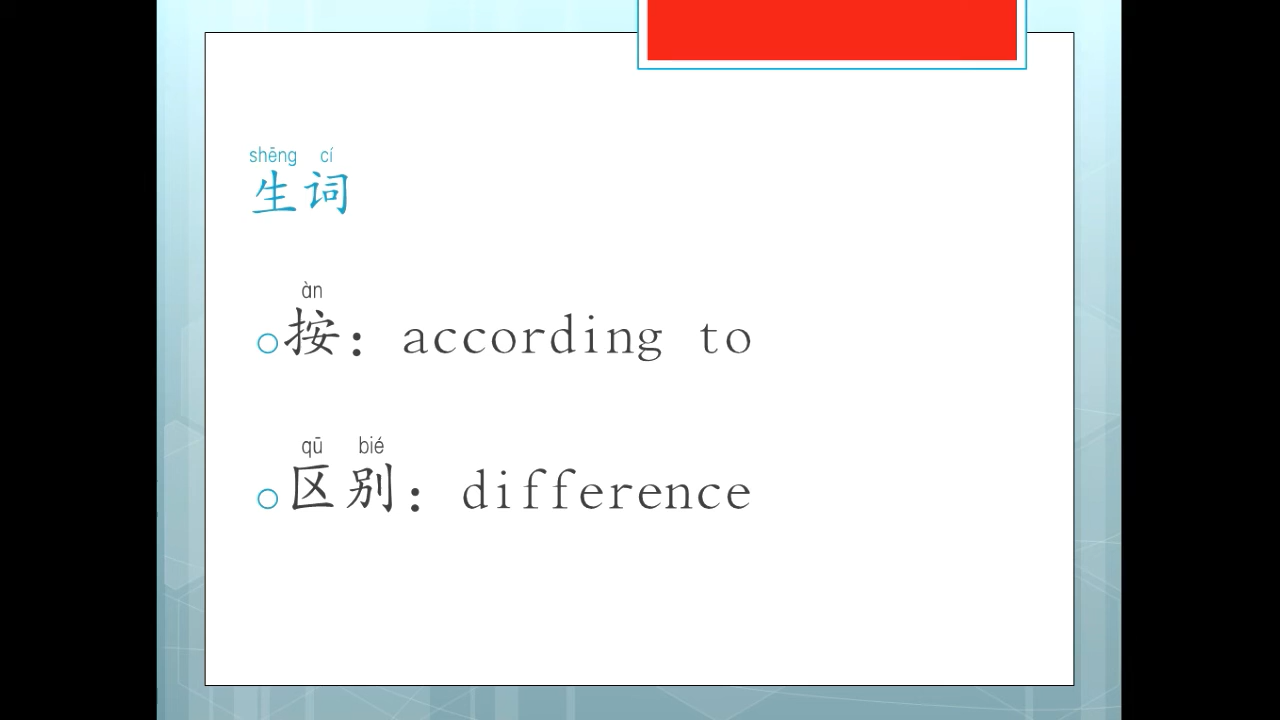 shēng cí
生词
àn
按：according to
qū bié
区别：difference